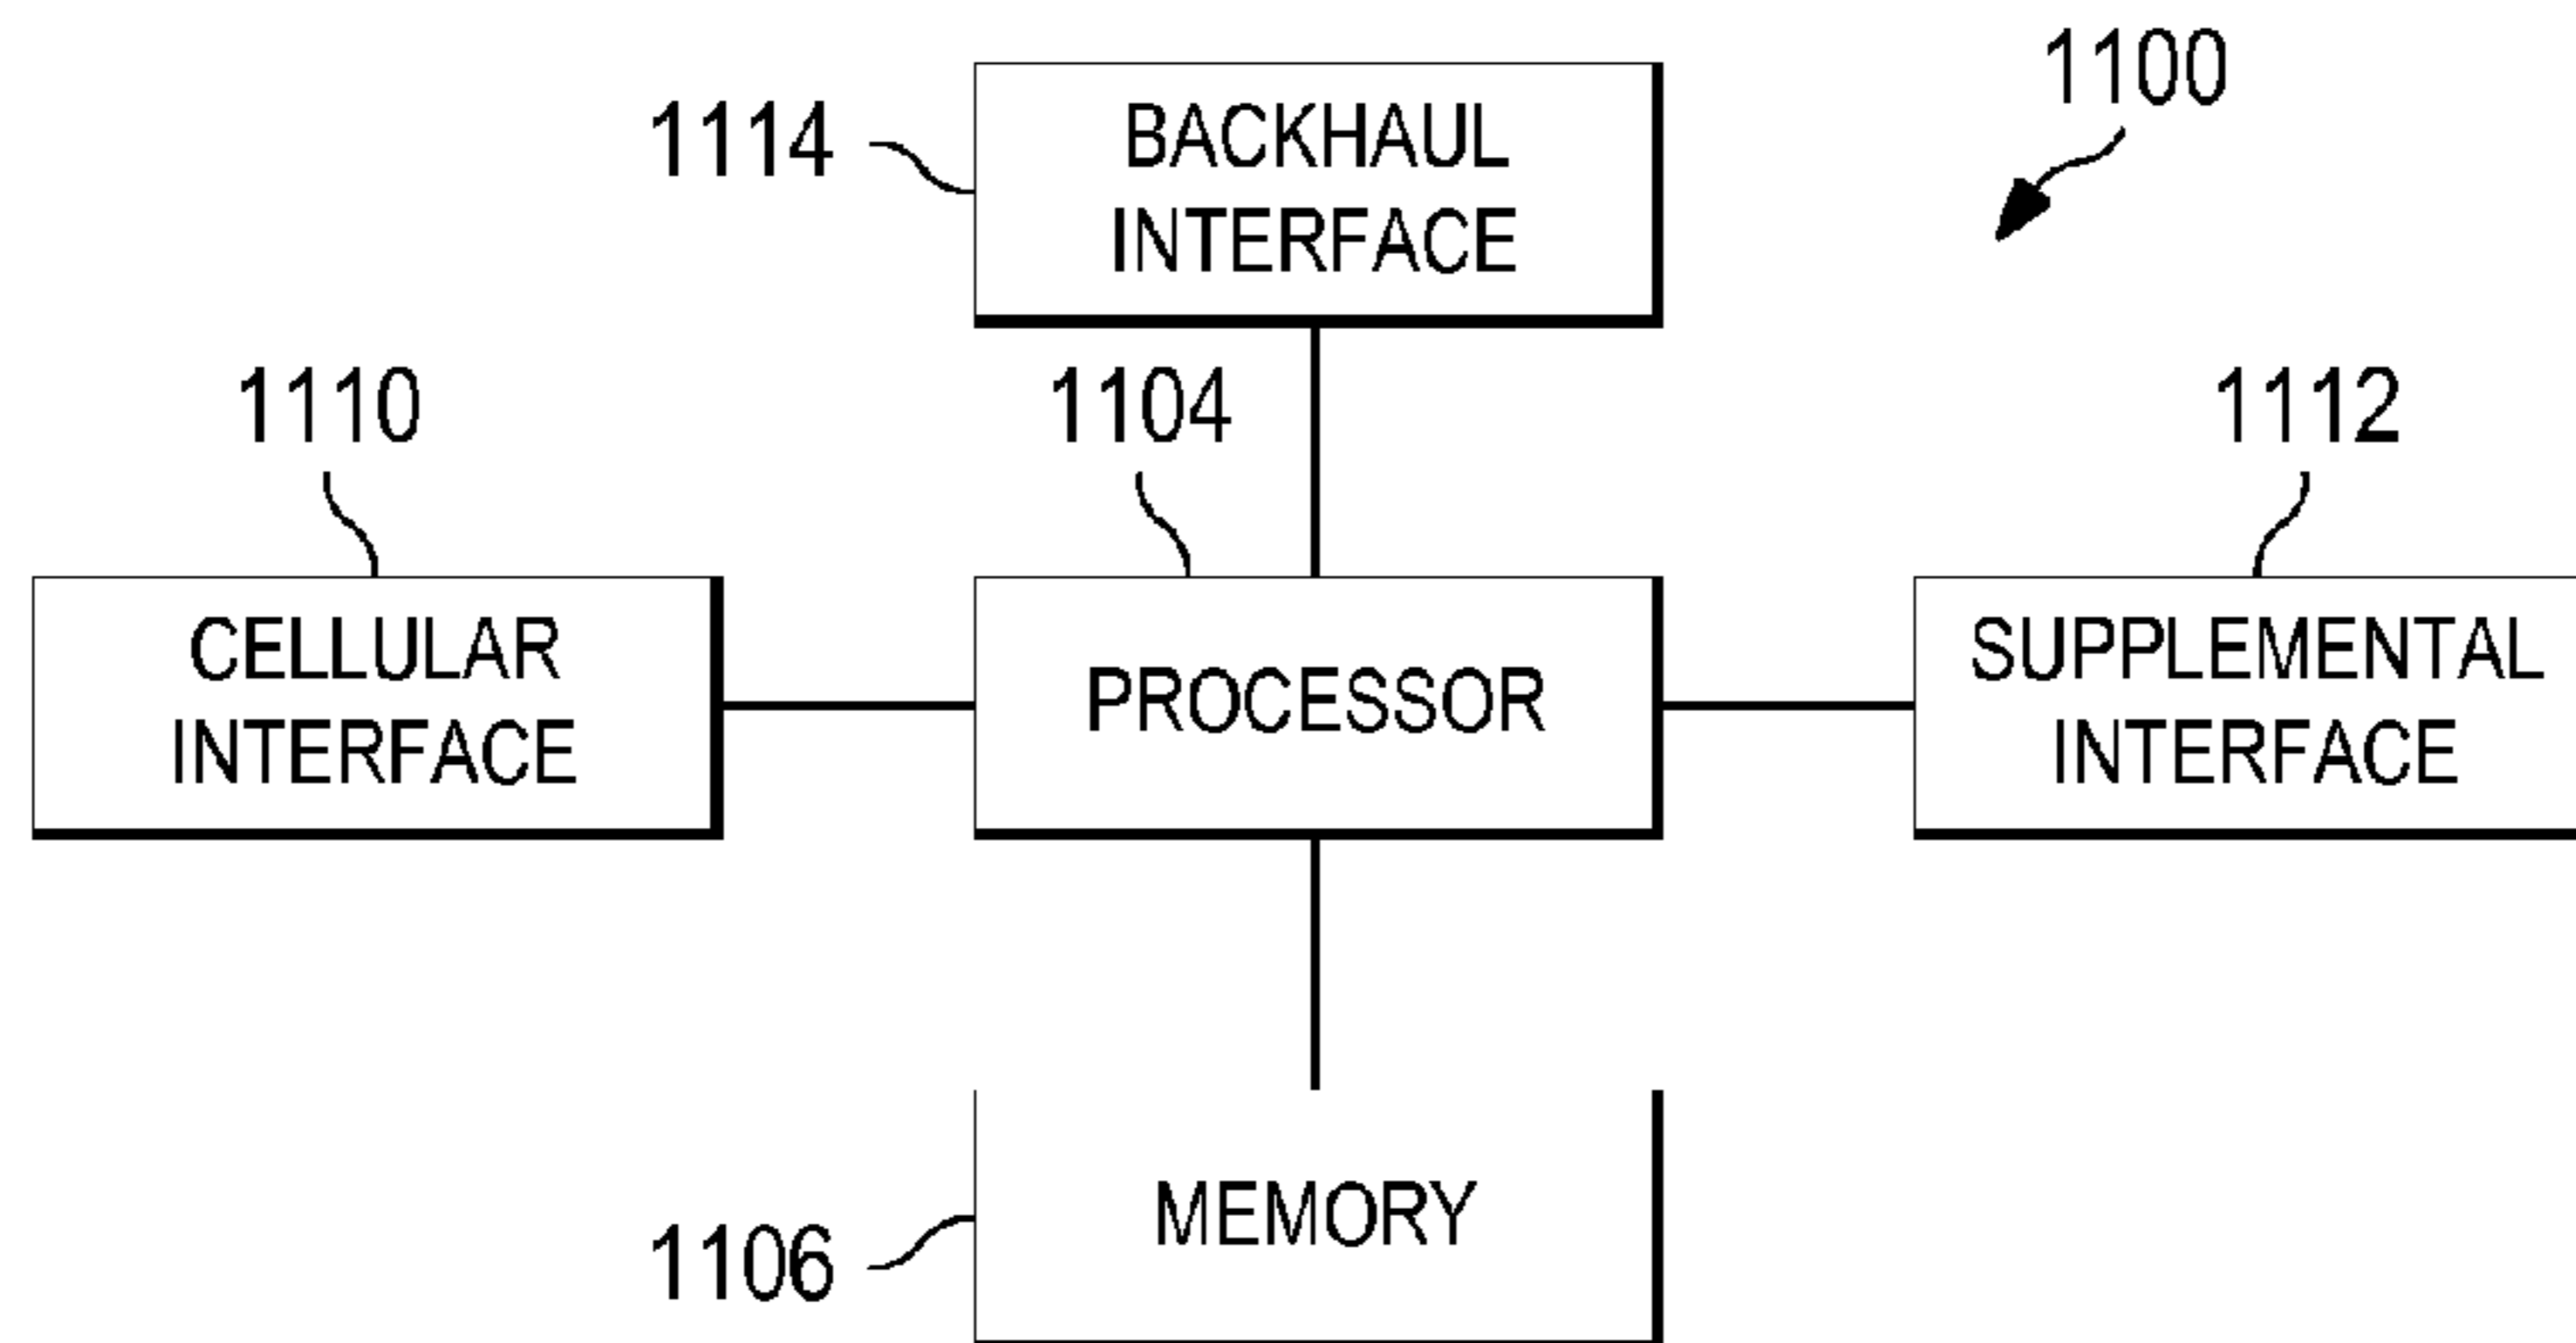 1100
1114
BACKHAUL
INTERFACE
1110
1104
1112
CELLULAR
INTERFACE
PROCESSOR
SUPPLEMENTAL
INTERFACE
MEMORY
1106